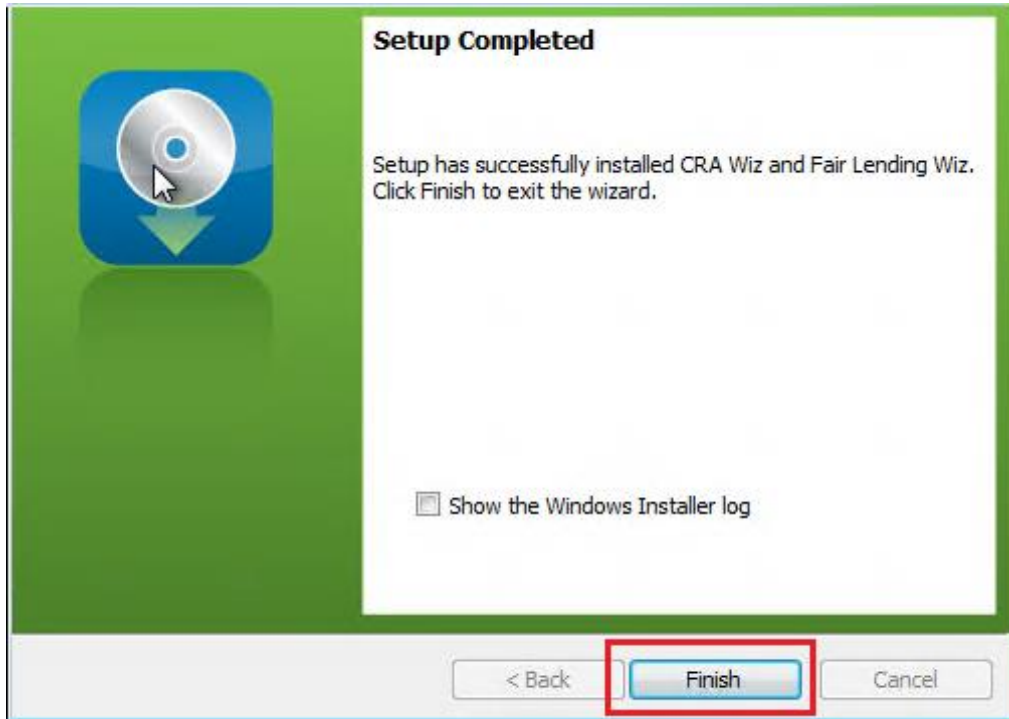 Setup Completed
Setup has successfully installed CRA Wiz and Fair Lending Wiz.
Click Finish to exit the wizard.
Show the Windows Installer log
< Back Finish Cancel